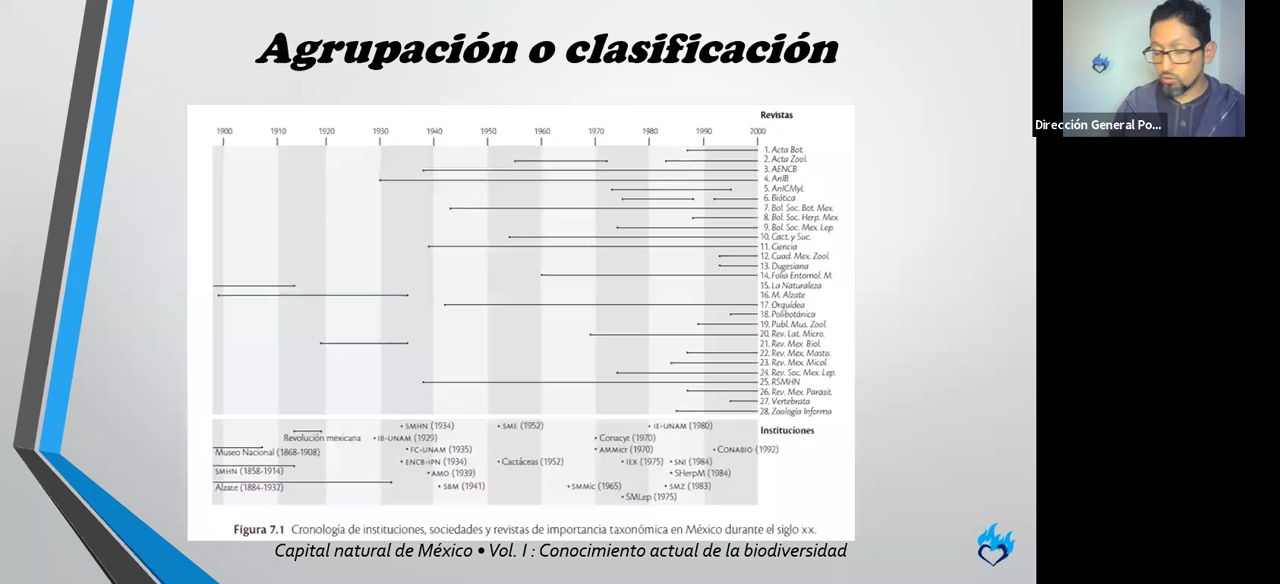 Agrupación o clasificación
Dirección General Po...
Revistas
1900 1910 1920 1930 1940 1950 1960 1970 1980 1990 2000
1. Acta Bot.
2. Acta Zool.
3. AENCB
4. AnIB
5. AnICMyL
6. Biótica
7. Bol. Soc. Bot. Mex.
8. Bol. Soc. Herp. Mex.
9. Bol. Soc. Mex. Lep.
10. Cact. y Suc.
11. Ciencia
12. Cuad. Mex. Zool.
13. Dugesiana
14. Folia Entomol. M.
15. La Naturaleza
16. M. Alzate
17. Orquídea
18. Polibotánica
19. Publ. Mus. Zool.
20. Rev. Lat. Micro.
21. Rev. Mex. Biol.
22. Rev. Mex. Masto.
23. Rev. Mex. Micol.
24. Rev. Soc. Mex. Lep.
25. RSMHN
26. Rev. Mex. Parasit.
27. Vertebrata
28. Zoología Informa
• SMHN (1934) • SME (1952) • IE-UNAM (1980) Instituciones
Revolución mexicana • IB-UNAM (1929) • Conacyt (1970)
Museo Nacional (1868-1908) • FC-UNAM (1935) • AMMicr (1970) • CONABIO (1992)
• ENCB-IPN (1934) • Cactáceas (1952) • IEX (1975) • SNI (1984)
SMHN (1858-1914) • AMO (1939) • SHerpM (1984)
Alzate (1884-1932) • SBM (1941) • SMMic (1965) • SMZ (1983)
• SMLep (1975)
Figura 7.1 Cronología de instituciones, sociedades y revistas de importancia taxonómica en México durante el siglo XX.
Capital natural de México • Vol. I : Conocimiento actual de la biodiversidad